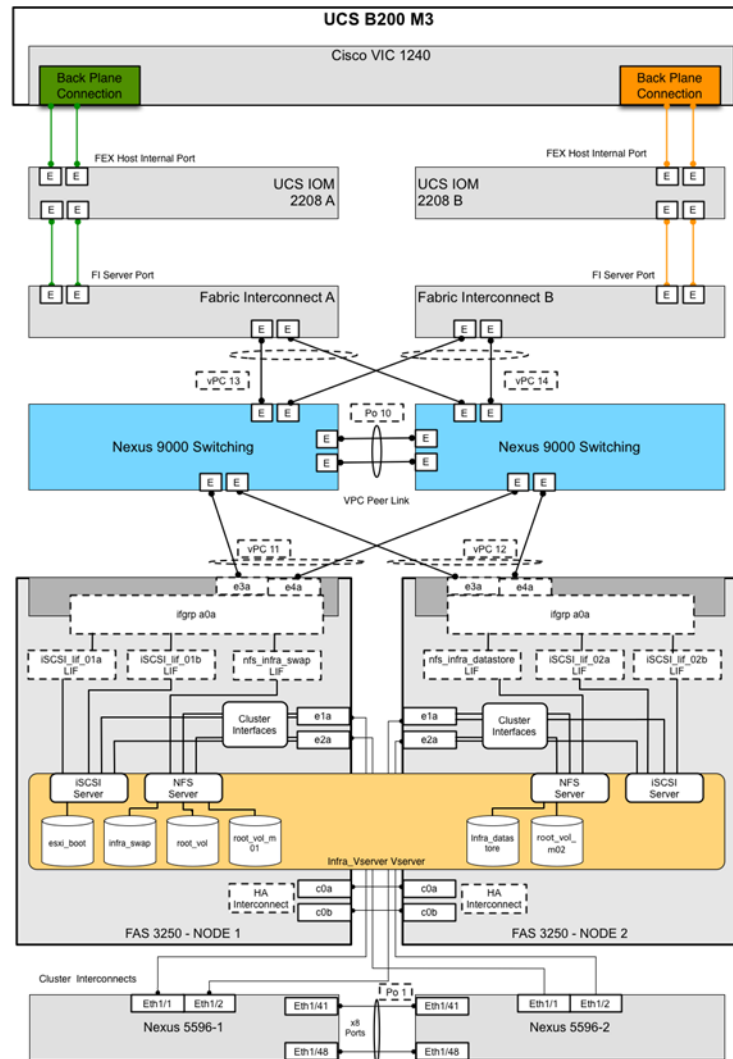 UCS B200 M3
Cisco VIC 1240
Back Plane
Connection
Back Plane
Connection
FEX Host Internal Port
FEX Host Internal Port
E E
E E
UCS IOM
2208 A
UCS IOM
2208 B
E E
E E
FI Server Port
FI Server Port
E E
E E
Fabric Interconnect A
Fabric Interconnect B
E E
E E
vPC 13
vPC 14
E E
Po 10
E E
Nexus 9000 Switching
E
E
E
E
Nexus 9000 Switching
E E
E E
VPC Peer Link
vPC 11
vPC 12
e3a
e4a
e3a
e4a
ifgrp a0a
ifgrp a0a
iSCSI_lif_01a
LIF
iSCSI_lif_01b
LIF
nfs_infra_swap
LIF
nfs_infra_datastore
LIF
iSCSI_lif_02a
LIF
iSCSI_lif_02b
LIF
Cluster
Interfaces
e1a
e2a
e1a
e2a
Cluster
Interfaces
iSCSI
Server
NFS
Server
NFS
Server
iSCSI
Server
esxi_boot
infra_swap
root_vol
root_vol_m
01
Infra_datas
tore
root_vol_
m02
Infra_Vserver Vserver
HA
Interconnect
c0a
c0b
c0a
c0b
HA
Interconnect
FAS 3250 - NODE 1
FAS 3250 - NODE 2
Cluster Interconnects
Po 1
Eth1/1
Eth1/2
Eth1/41
Eth1/41
Eth1/1
Eth1/2
Nexus 5596-1
x8
Ports
Nexus 5596-2
Eth1/48
Eth1/48